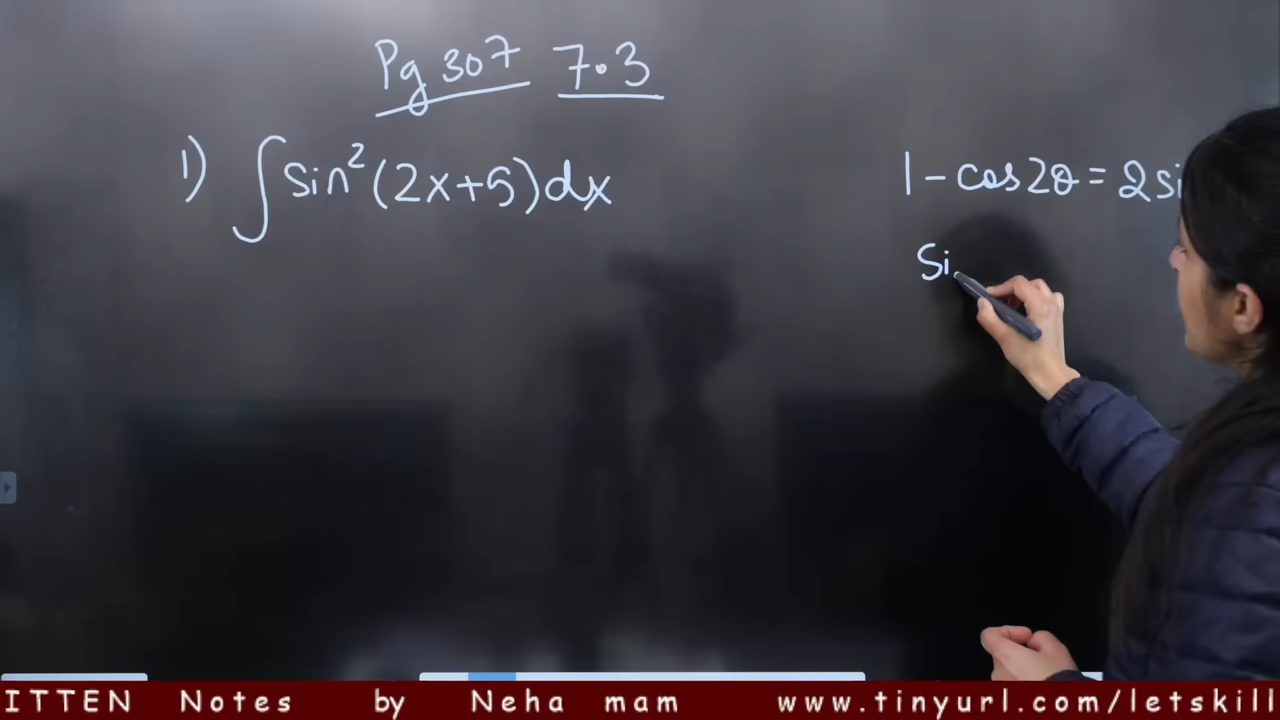 Pg 307 7.3
1) ∫sin²(2x+5)dx
1 - cos2θ = 2si
Si
ITTEN Notes by Neha mam www.tinyurl.com/letskill